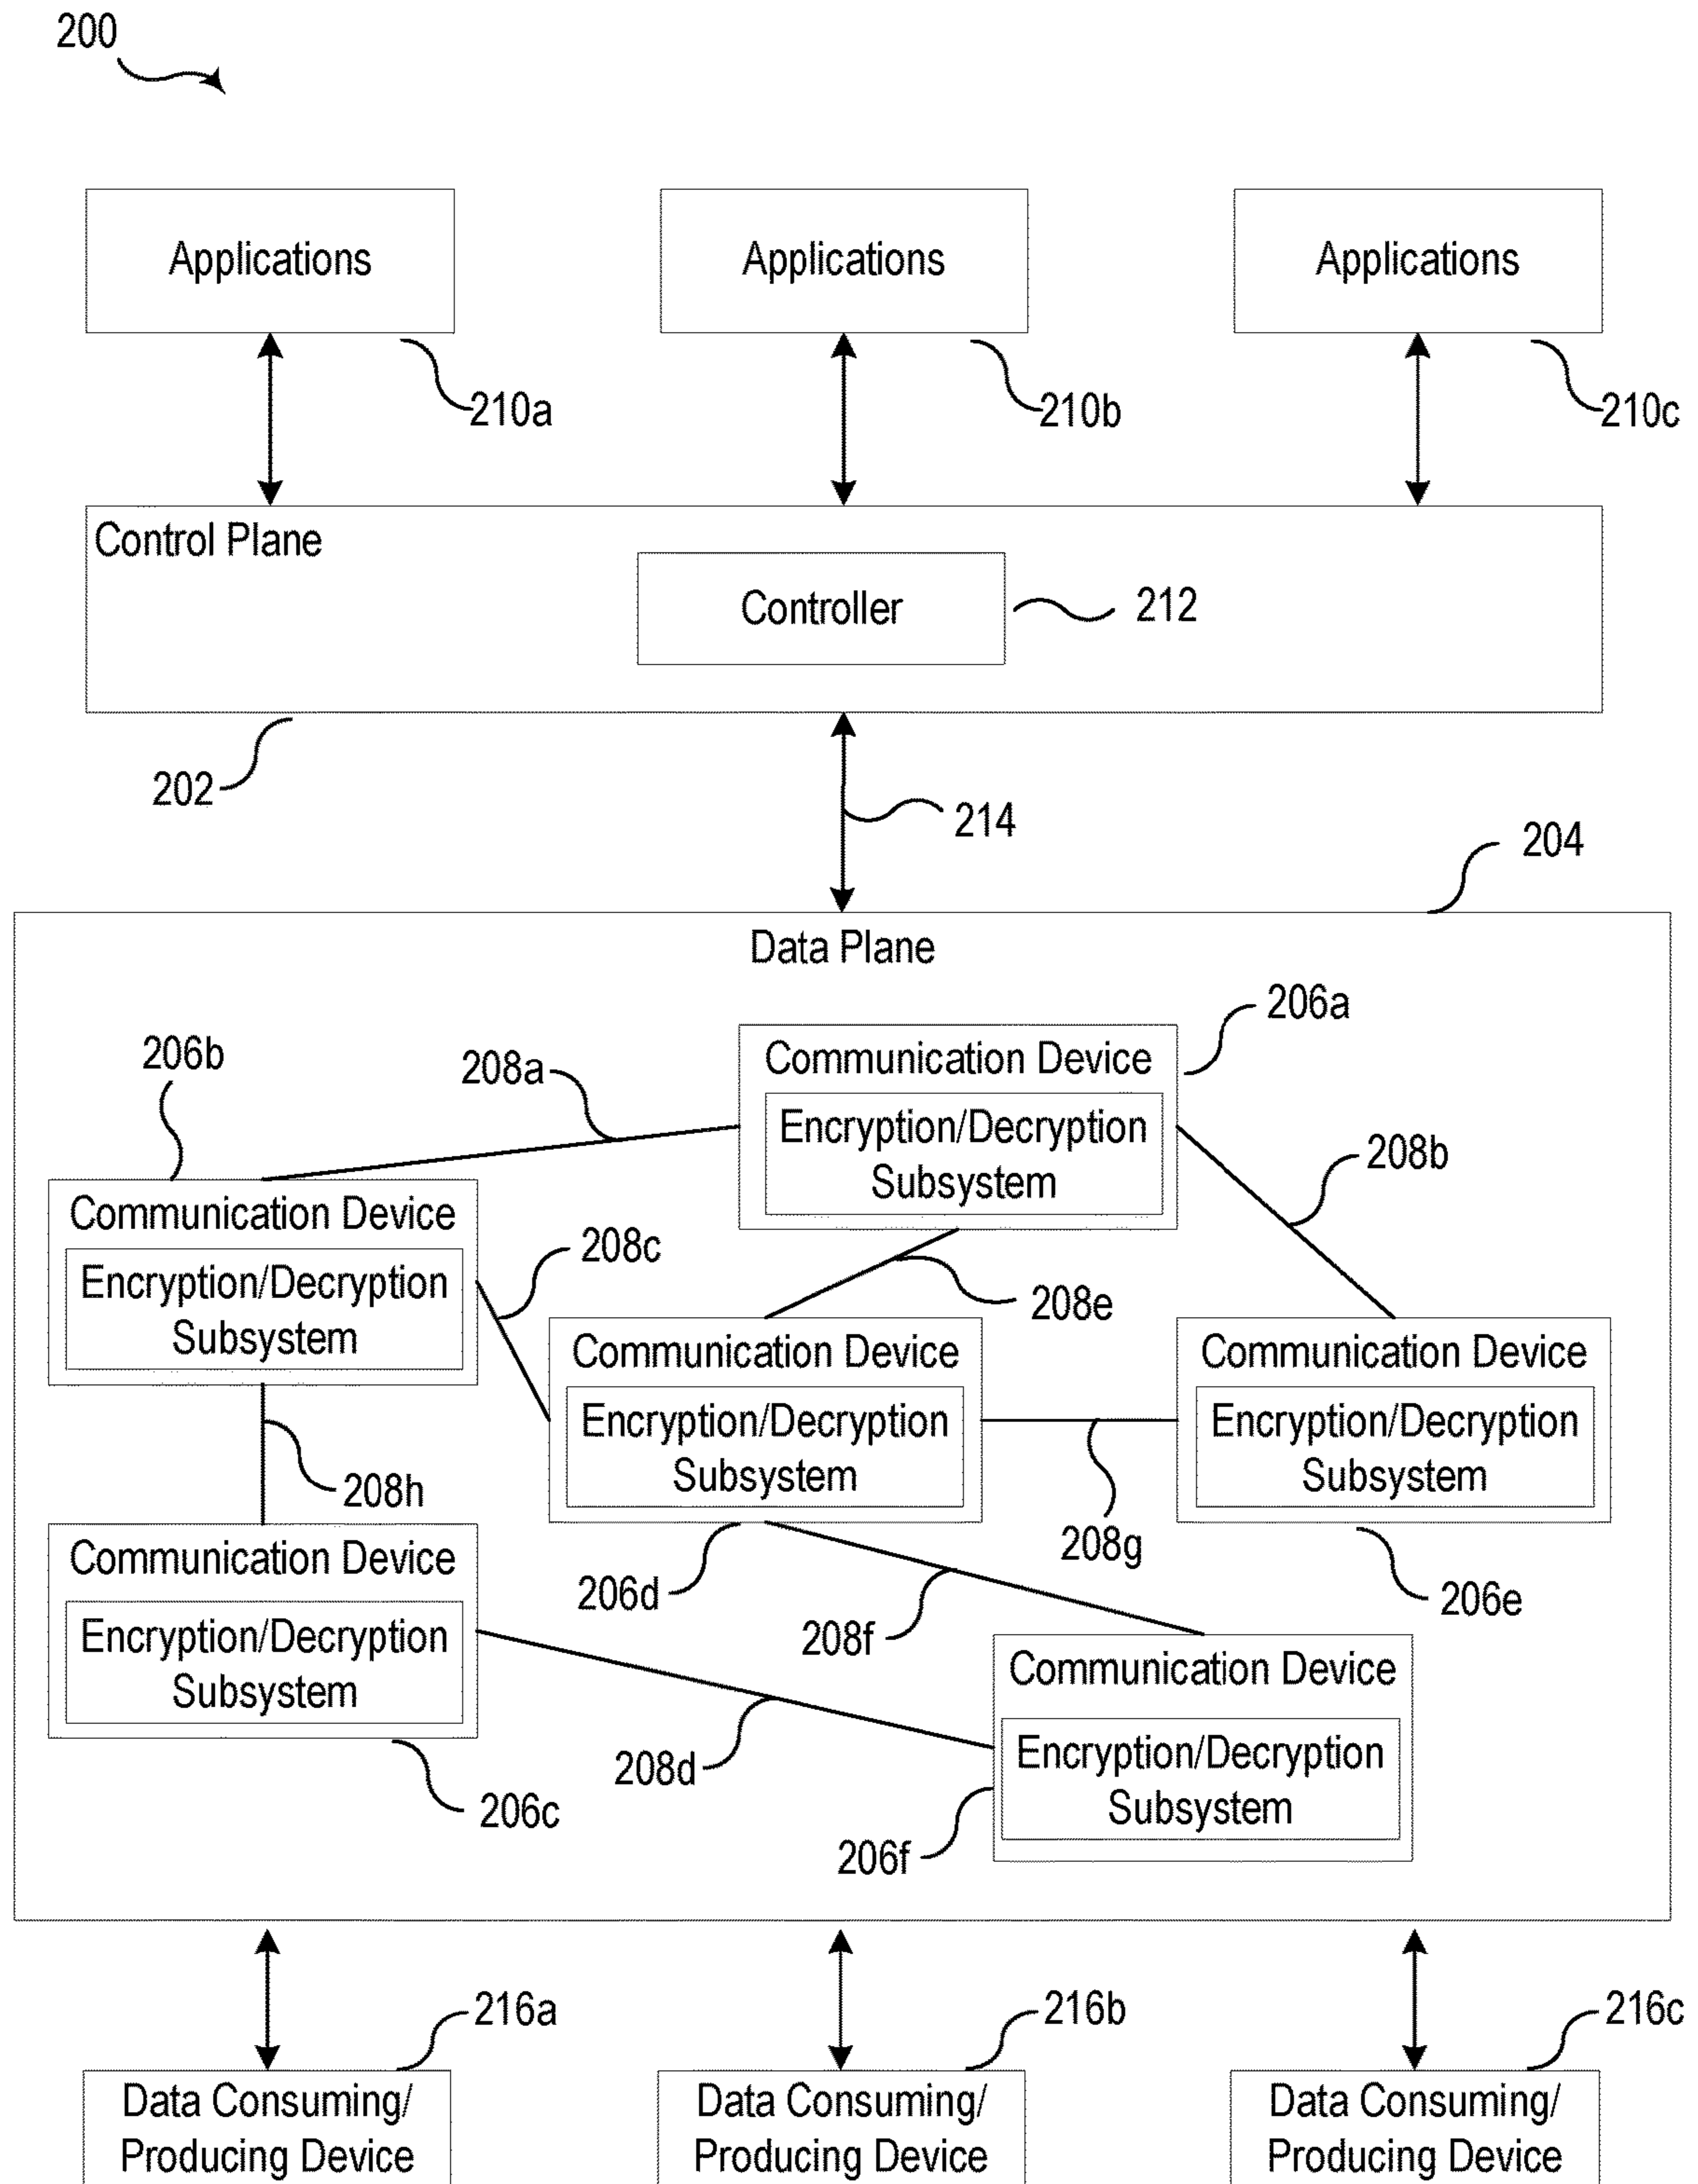 200
Applications
Applications
Applications
210a
210b
210c
Control Plane
Controller
212
202
214
204
Data Plane
206a
206b
208a
Communication Device
Encryption/Decryption
Subsystem
208b
Communication Device
Encryption/Decryption
Subsystem
208c
208e
Communication Device
Encryption/Decryption
Subsystem
Communication Device
Encryption/Decryption
Subsystem
208h
208g
206d
206e
Communication Device
Encryption/Decryption
Subsystem
208f
Communication Device
Encryption/Decryption
Subsystem
208d
206c
206f
216a
216b
216c
Data Consuming/
Producing Device
Data Consuming/
Producing Device
Data Consuming/
Producing Device